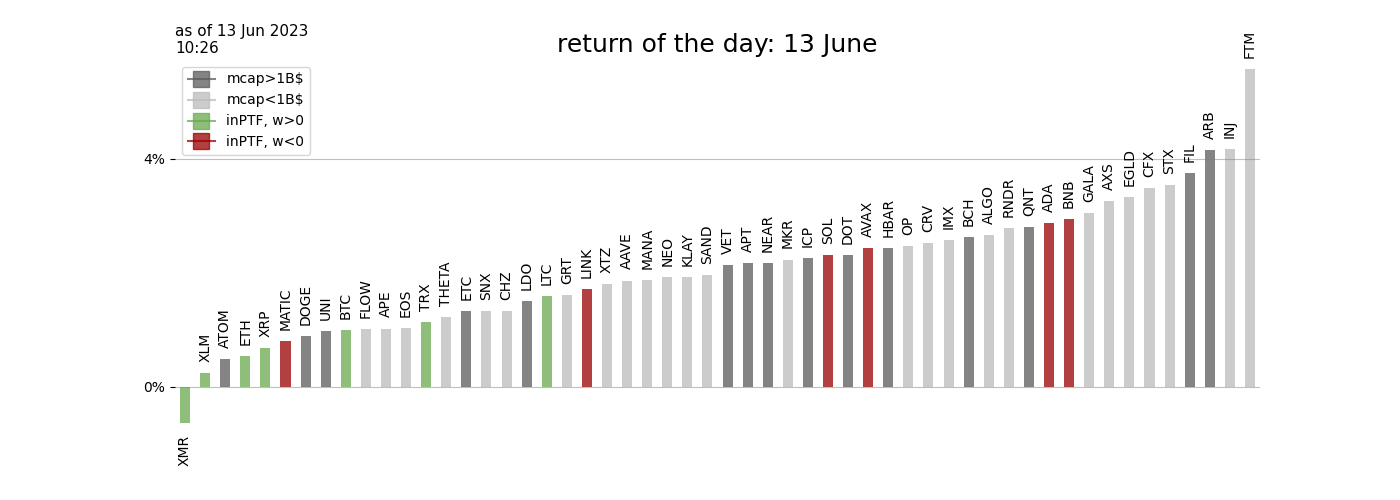 as of 13 Jun 2023
10:26
return of the day: 13 June
mcap>1B$
mcap<1B$
inPTF, w>0
inPTF, w<0
4%
0%
XMR
XLM
ATOM
ETH
XRP
MATIC
DOGE
UNI
BTC
FLOW
APE
EOS
TRX
THETA
ETC
SNX
CHZ
LDO
LTC
GRT
LINK
XTZ
AAVE
MANA
NEO
KLAY
SAND
VET
APT
NEAR
MKR
ICP
SOL
DOT
AVAX
HBAR
OP
CRV
IMX
BCH
ALGO
RNDR
QNT
ADA
BNB
GALA
AXS
EGLD
CFX
STX
FIL
ARB
INJ
FTM